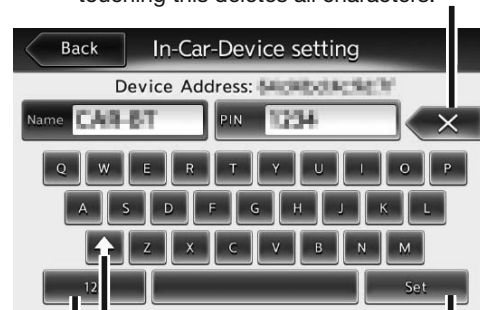 touching this deletes all characters.
Back In-Car-Device setting
Device Address:
Name CAR-BT PIN 1234
Q W E R T Y U I O P
A S D F G H J K L
Z X C V B N M
12 Set